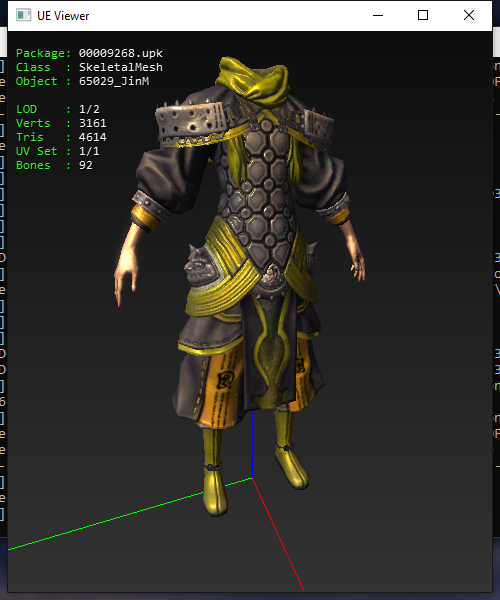 UE Viewer
Package: 00009268.upk
Class : SkeletalMesh
Object : 65029_JinM
LOD : 1/2
Verts : 3161
Tris : 4614
UV Set : 1/1
Bones : 92